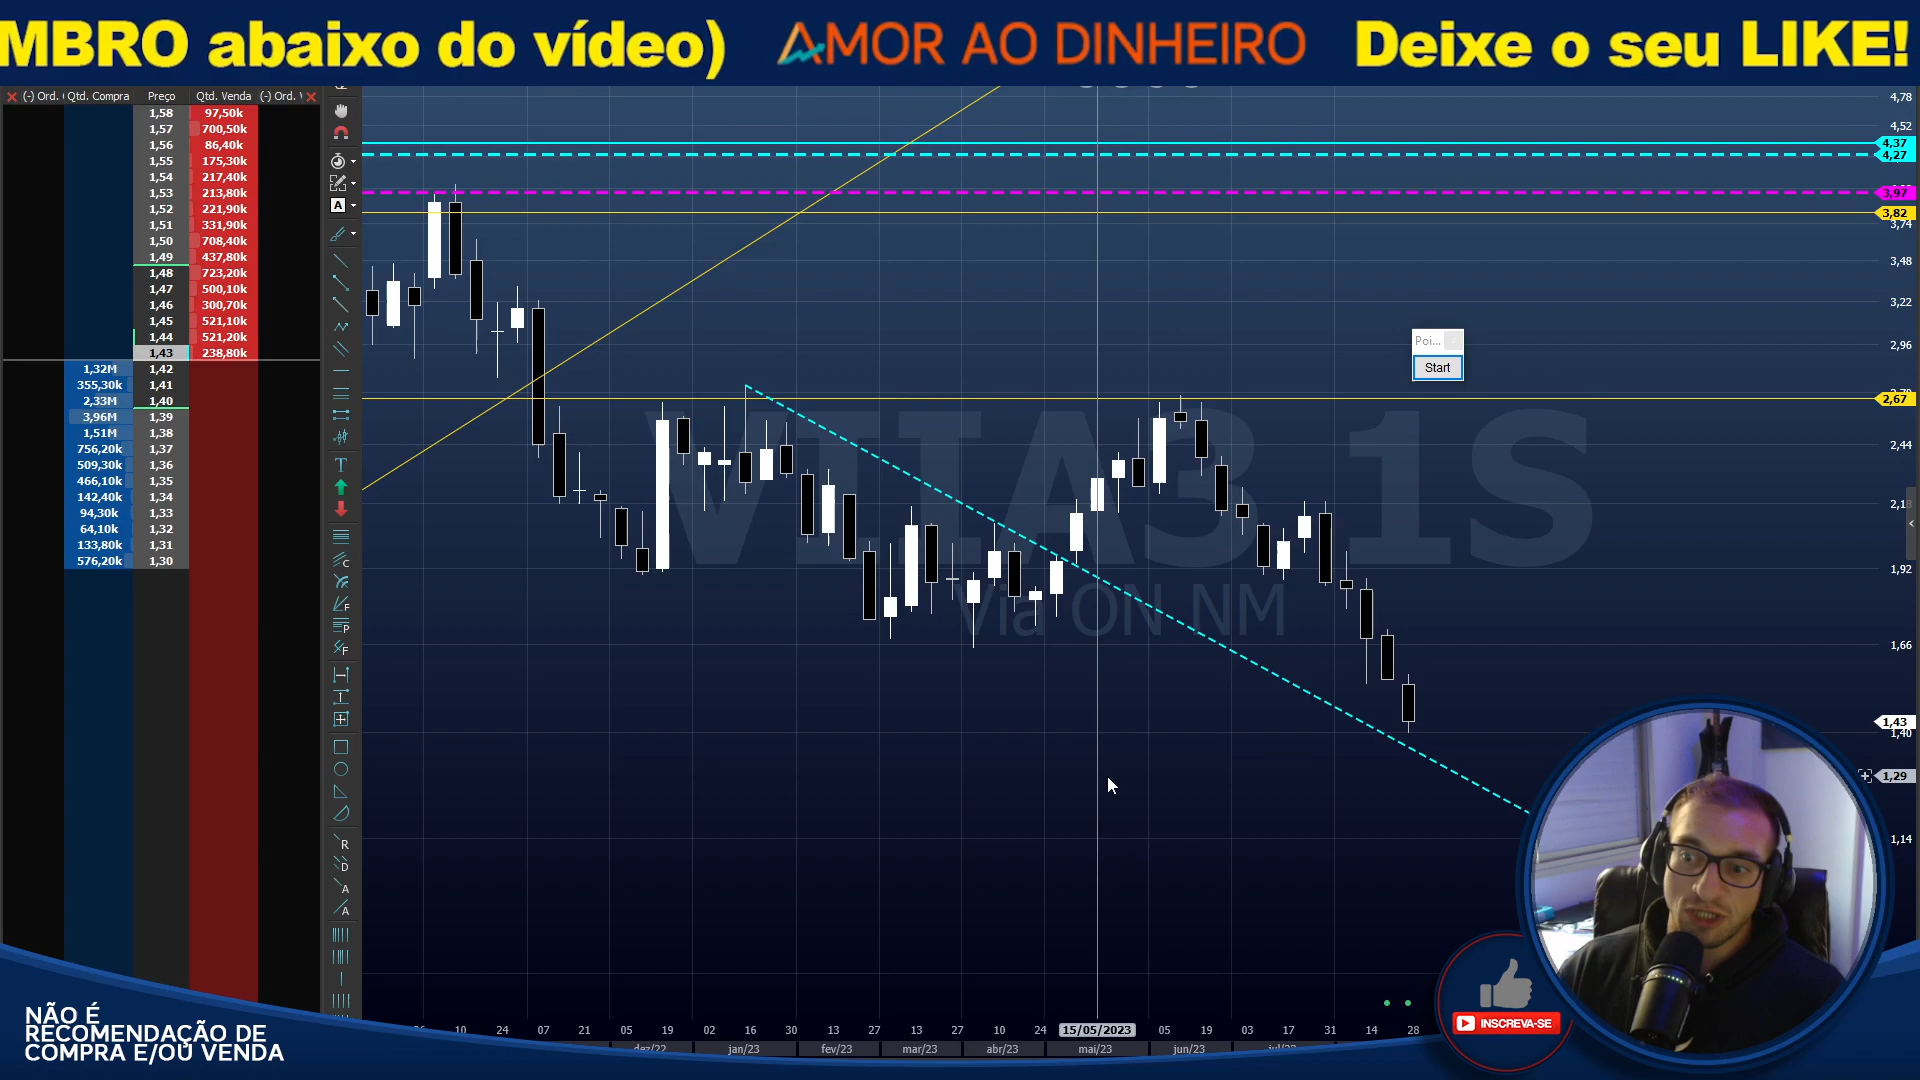 MBRO abaixo do vídeo) AMOR AO DINHEIRO Deixe o seu LIKE!
(-) Ord. Qtd. Compra Preço Qtd. Venda (-) Ord.
1,58 97,50k
1,57 700,50k
1,56 86,40k
1,55 175,30k
1,54 217,40k
1,53 213,80k
1,52 221,90k
1,51 331,90k
1,50 708,40k
1,49 437,80k
1,48 723,20k
1,47 500,10k
1,46 300,70k
1,45 521,10k
1,44 521,20k
1,43 238,80k
1,32M 1,42
355,30k 1,41
2,33M 1,40
3,96M 1,39
1,51M 1,38
756,20k 1,37
509,30k 1,36
466,10k 1,35
142,40k 1,34
94,30k 1,33
64,10k 1,32
133,80k 1,31
576,20k 1,30
4,78
4,52
4,37
4,27
3,97
3,82
3,74
3,48
3,22
2,96
2,67
2,44
2,18
1,92
1,66
1,43
1,40
1,29
1,14
Poi...
Start
VIIA3 1S
Via ON NM
10 24 07 21 05 19 02 16 30 13 27 13 27 10 24 15/05/2023 05 19 03 17 31 14 28
dez/22 jan/23 fev/23 mar/23 abr/23 mai/23 jun/23
NÃO É
RECOMENDAÇÃO DE
COMPRA E/OU VENDA
INSCREVA-SE